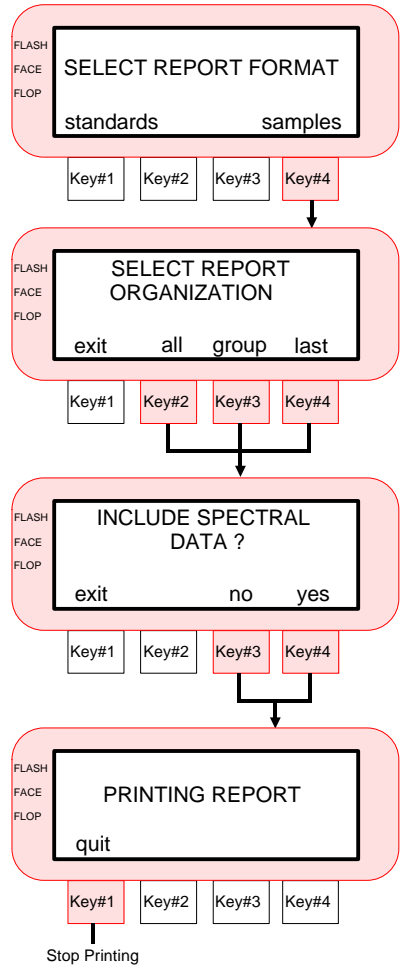 FLASH
FACE
FLOP
SELECT REPORT FORMAT
standards samples
Key#1 Key#2 Key#3 Key#4
FLASH
FACE
FLOP
SELECT REPORT
ORGANIZATION
exit all group last
Key#1 Key#2 Key#3 Key#4
FLASH
FACE
FLOP
INCLUDE SPECTRAL
DATA ?
exit no yes
Key#1 Key#2 Key#3 Key#4
FLASH
FACE
FLOP
PRINTING REPORT
quit
Key#1 Key#2 Key#3 Key#4
Stop Printing